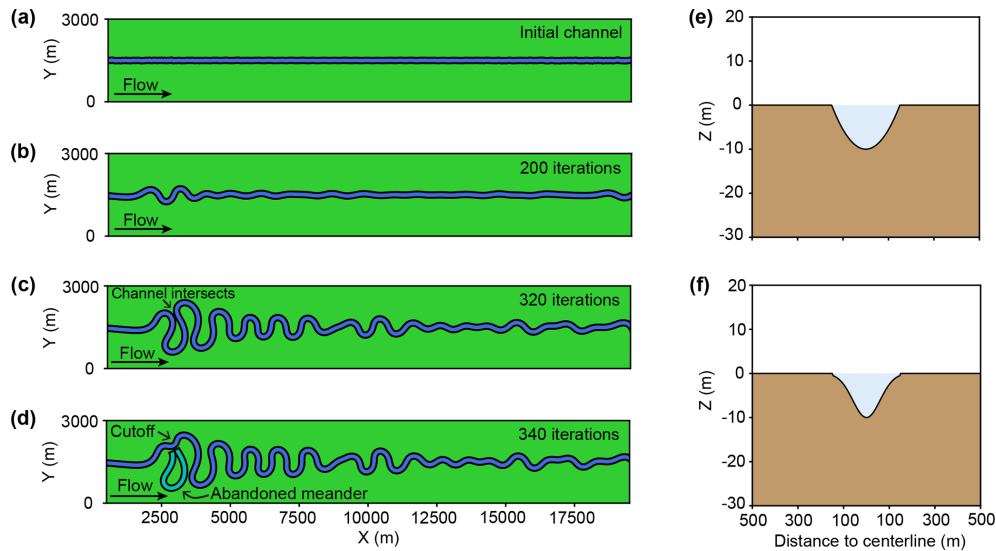 (a)
3000
Y (m)
0
Initial channel
Flow
(b)
3000
Y (m)
0
200 iterations
Flow
(c)
3000
Y (m)
0
Channel intersects
320 iterations
Flow
(d)
3000
Y (m)
0
Cutoff
340 iterations
Flow
Abandoned meander
2500 5000 7500 10000 12500 15000 17500
X (m)
(e)
20
10
0
-10
-20
-30
Z (m)
(f)
20
10
0
-10
-20
-30
Z (m)
500 300 100 100 300 500
Distance to centerline (m)